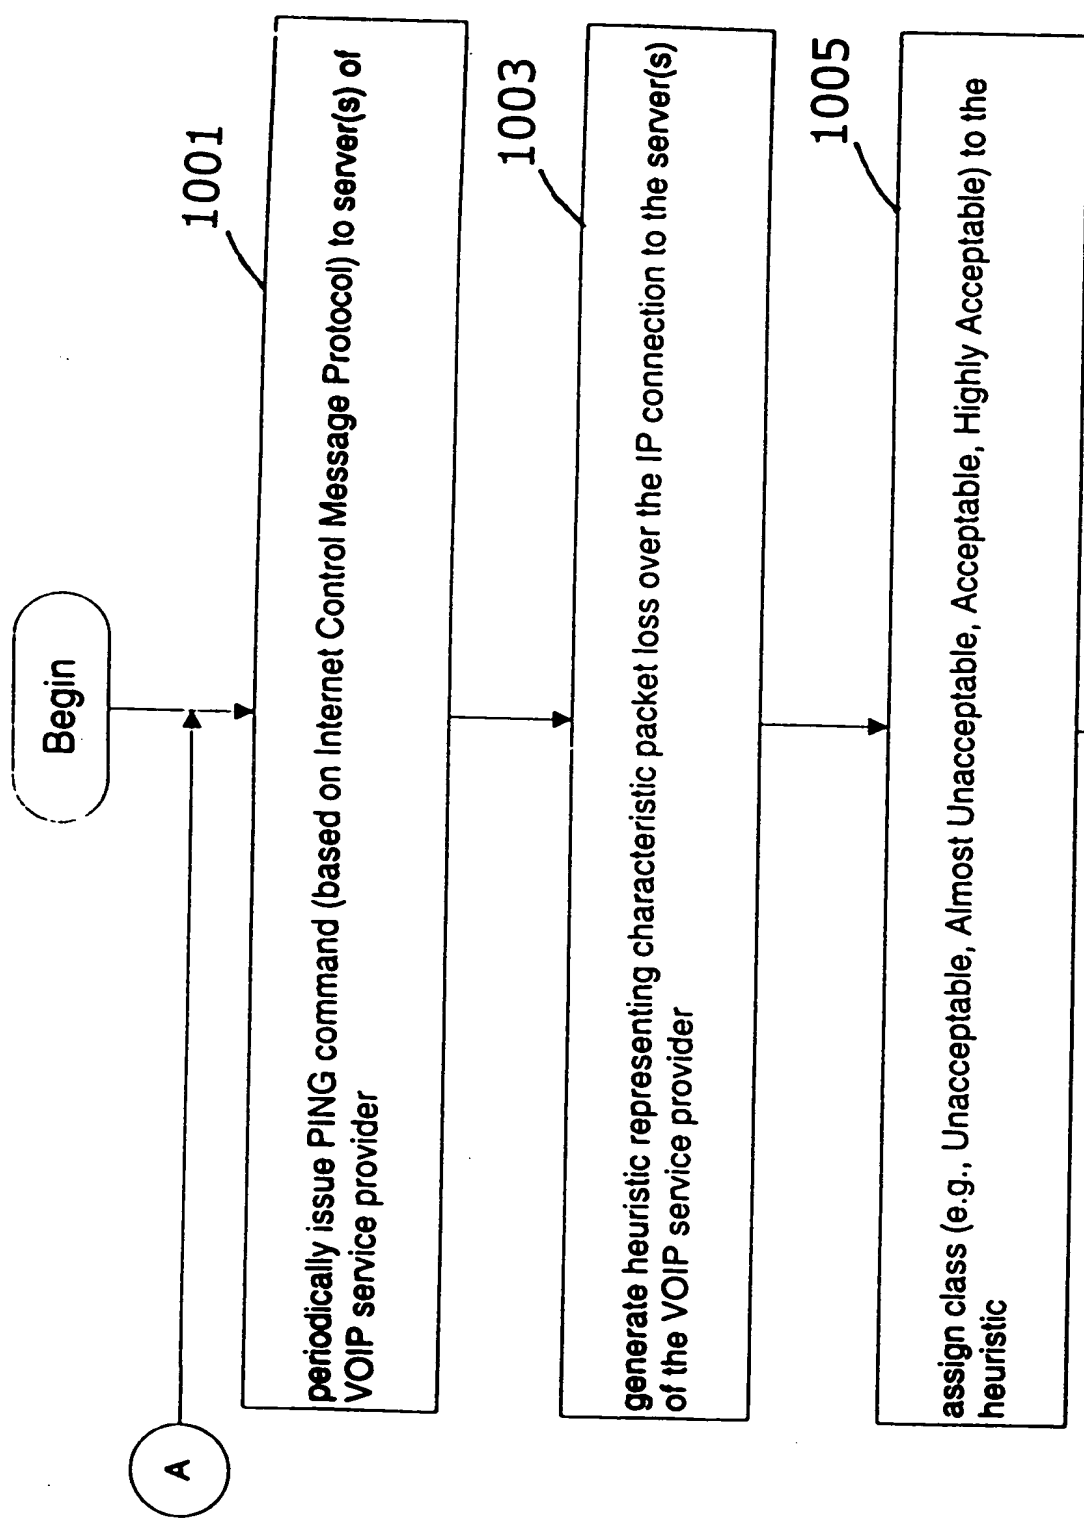 Begin
A
1001
periodically issue PING command (based on Internet Control Message Protocol) to server(s) of
VOIP service provider
1003
generate heuristic representing characteristic packet loss over the IP connection to the server(s)
of the VOIP service provider
1005
assign class (e.g., Unacceptable, Almost Unacceptable, Acceptable, Highly Acceptable) to the
heuristic